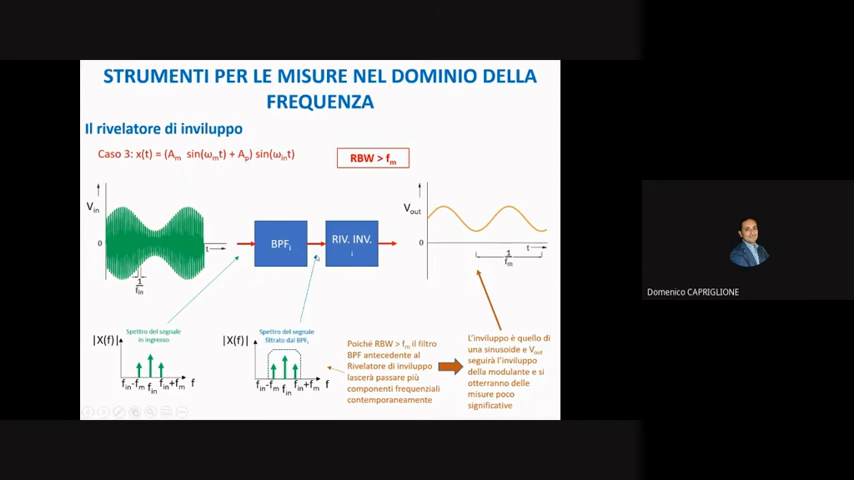 STRUMENTI PER LE MISURE NEL DOMINIO DELLA
FREQUENZA
Il rivelatore di inviluppo
Caso 3: x(t) = (Am sin(ωmt) + Ap) sin(ωint)
RBW > fm
Vin
0
t
1
fin
BPFi
RIV. INV.
i
Vout
0
t
1
fm
Spettro del segnale
in ingresso
|X(f)|
fin-fm fin fin+fm f
Spettro del segnale
filtrato dal BPFi
|X(f)|
fin-fm fin fin+fm f
Poiché RBW > fm il filtro
BPF antecedente al
Rivelatore di inviluppo
lascerà passare più
componenti frequenziali
contemporaneamente
L'inviluppo è quello di
una sinusoide e Vout
seguirà l'inviluppo
della modulante e si
otterranno delle
misure poco
significative
Domenico CAPRIGLIONE